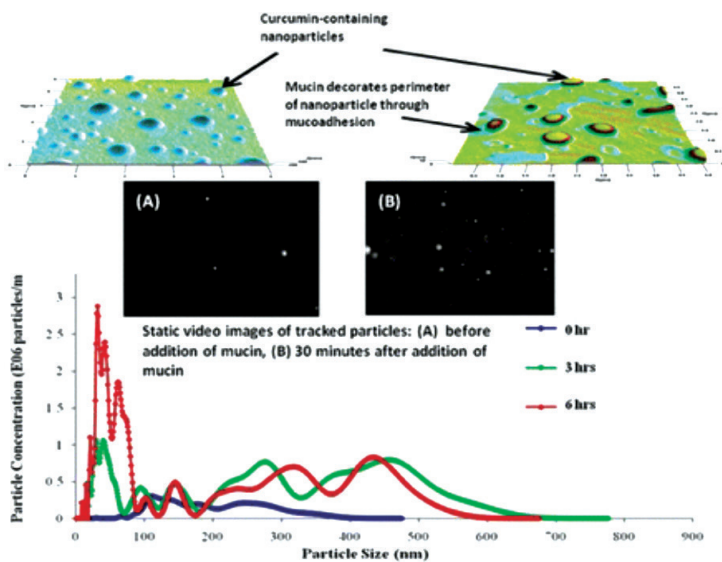 Curcumin-containing
nanoparticles
Mucin decorates perimeter
of nanoparticle through
mucoadhesion
(A)
(B)
Static video images of tracked particles: (A) before
addition of mucin, (B) 30 minutes after addition of
mucin
0 hr
3 hrs
6 hrs
Particle Concentration (E06 particles/m
3
2 5
2
1 5
1
0 5
0
0
100
200
300
400
500
600
700
800
900
Particle Size (nm)